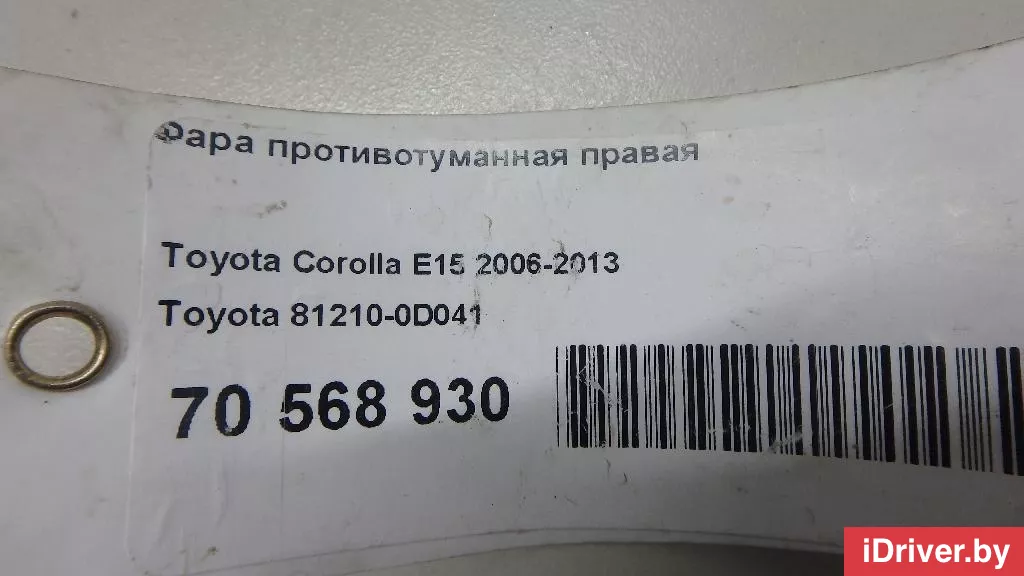 Фара противотуманная правая
Toyota Corolla E15 2006-2013
Toyota 81210-0D041
70 568 930
iDriver.by